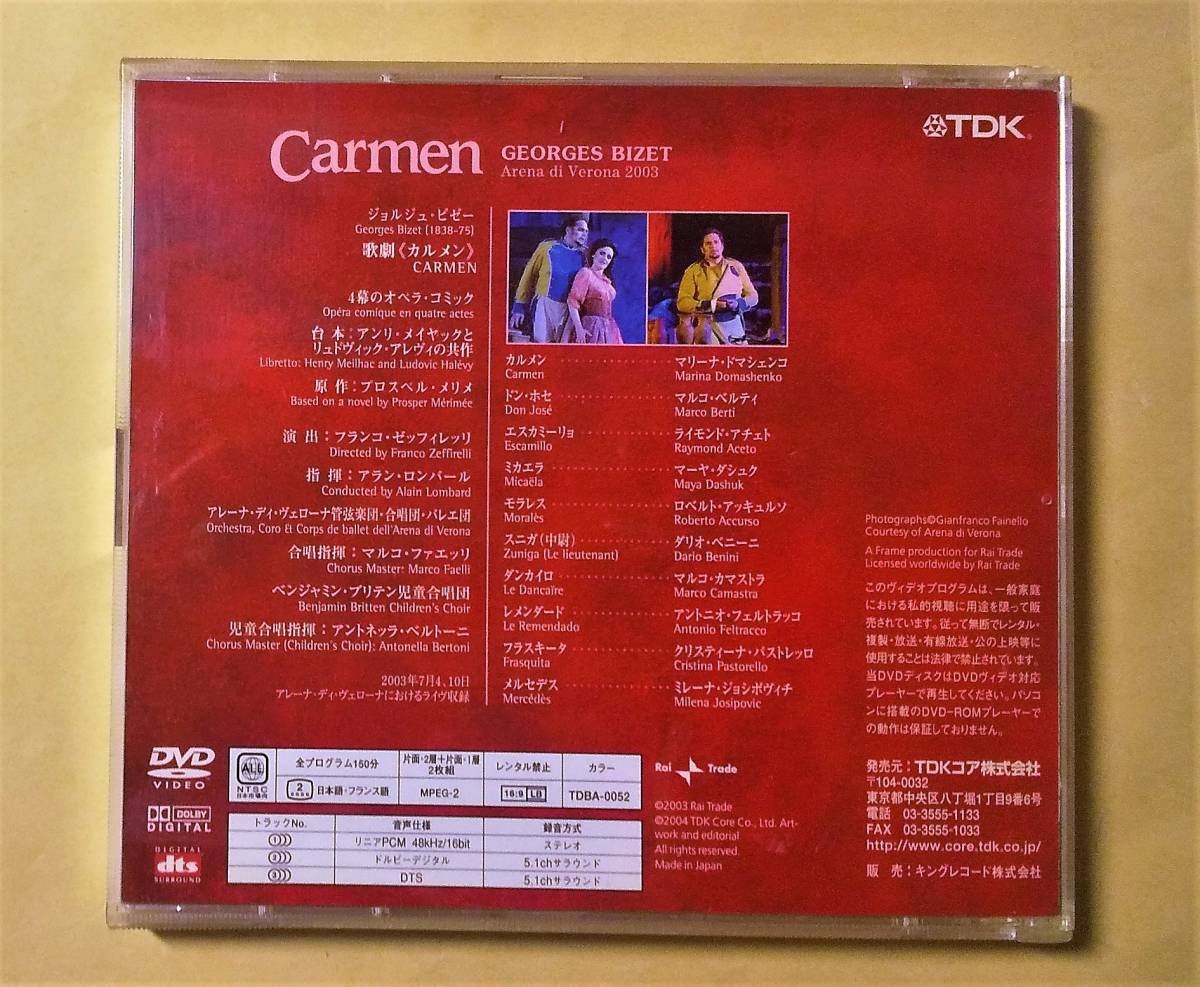 TDK
Carmen
GEORGES BIZET
Arena di Verona 2003
ジョルジュ・ビゼー
Georges Bizet (1838-75)
歌劇《カルメン》
CARMEN
4幕のオペラ・コミック
Opéra comique en quatre actes
台本：アンリ・メイヤックと
リュドヴィック・アレヴィの共作
Libretto: Henry Meilhac and Ludovic Halévy
原作：プロスペル・メリメ
Based on a novel by Prosper Mérimée
演出：フランコ・ゼッフィレッリ
Directed by Franco Zeffirelli
指揮：アラン・ロンバール
Conducted by Alain Lombard
アレーナ・ディ・ヴェローナ管弦楽団・合唱団・バレエ団
Orchestra, Coro & Corps de ballet dell'Arena di Verona
合唱指揮：マルコ・ファエッリ
Chorus Master: Marco Faelli
ベンジャミン・ブリテン児童合唱団
Benjamin Britten Children's Choir
児童合唱指揮：アントネッラ・ベルトーニ
Chorus Master (Children's Choir): Antonella Bertoni
2003年7月4、10日
アレーナ・ディ・ヴェローナにおけるライヴ収録
カルメン マリーナ・ドマシェンコ
Carmen Marina Domashenko
ドン・ホセ マルコ・ベルティ
Don José Marco Berti
エスカミーリョ ライモンド・アチェト
Escamillo Raymond Aceto
ミカエラ マーヤ・ダシュク
Micaëla Maya Dashuk
モラレス ロベルト・アッキュルソ
Moralès Roberto Accurso
スニガ（中尉） ダリオ・ベニーニ
Zuniga (Le lieutenant) Dario Benini
ダンカイロ マルコ・カマストラ
Le Dancaïre Marco Camastra
レメンダード アントニオ・フェルトラッコ
Le Remendado Antonio Feltracco
フラスキータ クリスティーナ・パストレッロ
Frasquita Cristina Pastorello
メルセデス ミレーナ・ジョシポヴィチ
Mercédès Milena Josipovic
Photographs©Gianfranco Fainello
Courtesy of Arena di Verona
A Frame production for Rai Trade
Licensed worldwide by Rai Trade
このヴィデオプログラムは、一般家庭
における私的視聴に用途を限って販
売されています。従って無断でレンタル・
複製・放送・有線放送・公の上映等に
使用することは法律で禁止されています。
当DVDディスクはDVDヴィデオ対応
プレーヤーで再生してください。パソコ
ンに搭載のDVD-ROMプレーヤーで
の動作は保証しておりません。
DVD
VIDEO
DOLBY
DIGITAL
DIGITAL
dts
SURROUND
ALL
NTSC
日本市場向
全プログラム150分
片面・2層＋片面・1層
2枚組
レンタル禁止
カラー
2
日本語・フランス語
MPEG-2
16:9 LB
TDBA-0052
トラックNo. 音声仕様 録音方式
1 リニアPCM 48kHz/16bit ステレオ
2 ドルビーデジタル 5.1chサラウンド
3 DTS 5.1chサラウンド
Rai Trade
©2003 Rai Trade
©2004 TDK Core Co., Ltd. Art-
work and editorial
All rights reserved.
Made in Japan
発売元：TDKコア株式会社
〒104-0032
東京都中央区八丁堀1丁目9番6号
電話 03-3555-1133
FAX 03-3555-1033
http://www.core.tdk.co.jp/
販売：キングレコード株式会社